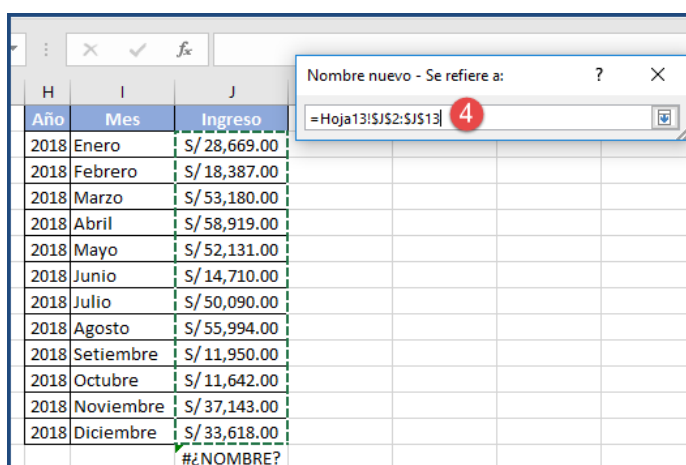 fx
Nombre nuevo - Se refiere a: ? ×
=Hoja13!$J$2:$J$13 4
H I J
Año Mes Ingreso
2018 Enero S/ 28,669.00
2018 Febrero S/ 18,387.00
2018 Marzo S/ 53,180.00
2018 Abril S/ 58,919.00
2018 Mayo S/ 52,131.00
2018 Junio S/ 14,710.00
2018 Julio S/ 50,090.00
2018 Agosto S/ 55,994.00
2018 Setiembre S/ 11,950.00
2018 Octubre S/ 11,642.00
2018 Noviembre S/ 37,143.00
2018 Diciembre S/ 33,618.00
#¿NOMBRE?